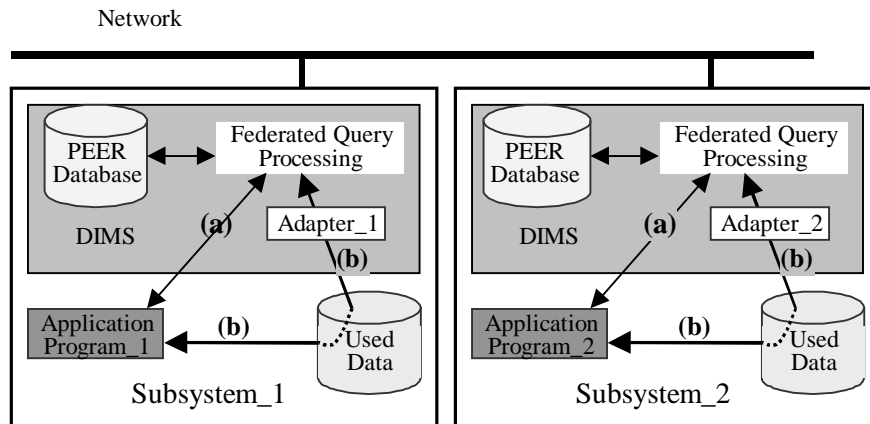 Network
PEER
Database
Federated Query
Processing
(a)
Adapter_1
DIMS
(b)
Application
Program_1
(b)
Used
Data
Subsystem_1
PEER
Database
Federated Query
Processing
(a)
Adapter_2
DIMS
(b)
Application
Program_2
(b)
Used
Data
Subsystem_2